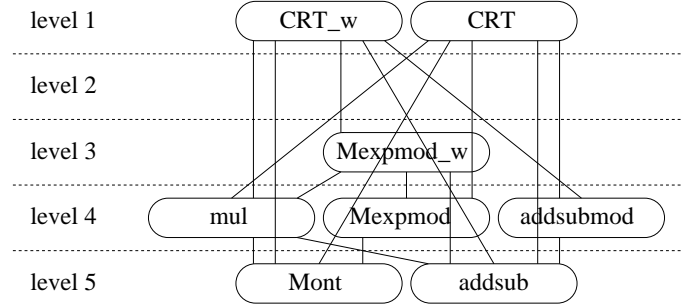 level 1 CRT_w CRT
level 2
level 3 Mexpmod_w
level 4 mul Mexpmod addsubmod
level 5 Mont addsub